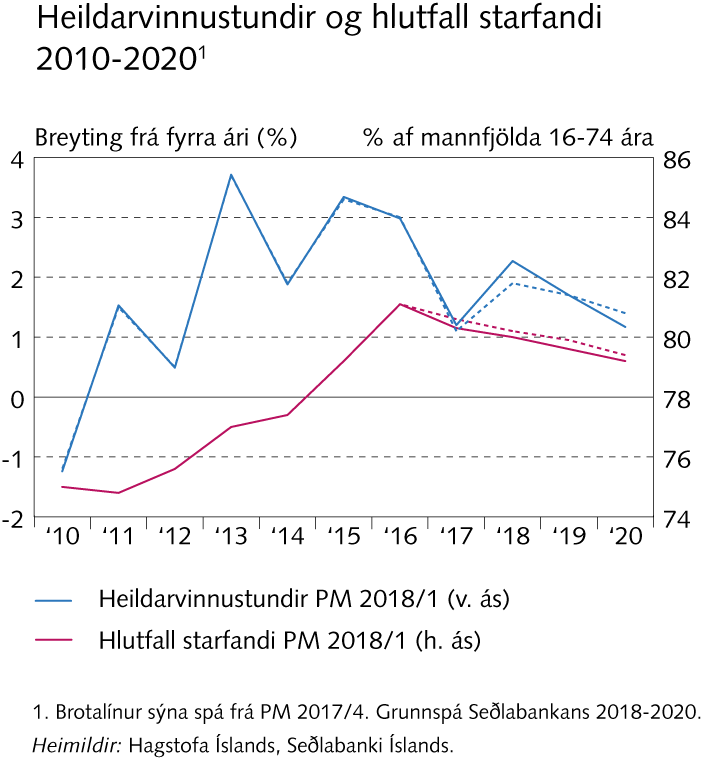 Heildarvinnustundir og hlutfall starfandi
2010-2020¹
Breyting frá fyrra ári (%)
% af mannfjölda 16-74 ára
4 86
3 84
2 82
1 80
0 78
-1 76
-2 74
‘10 ‘11 ‘12 ‘13 ‘14 ‘15 ‘16 ‘17 ‘18 ‘19 ‘20
Heildarvinnustundir PM 2018/1 (v. ás)
Hlutfall starfandi PM 2018/1 (h. ás)
1. Brotalínur sýna spá frá PM 2017/4. Grunnspá Seðlabankans 2018-2020.
Heimildir: Hagstofa Íslands, Seðlabanki Íslands.